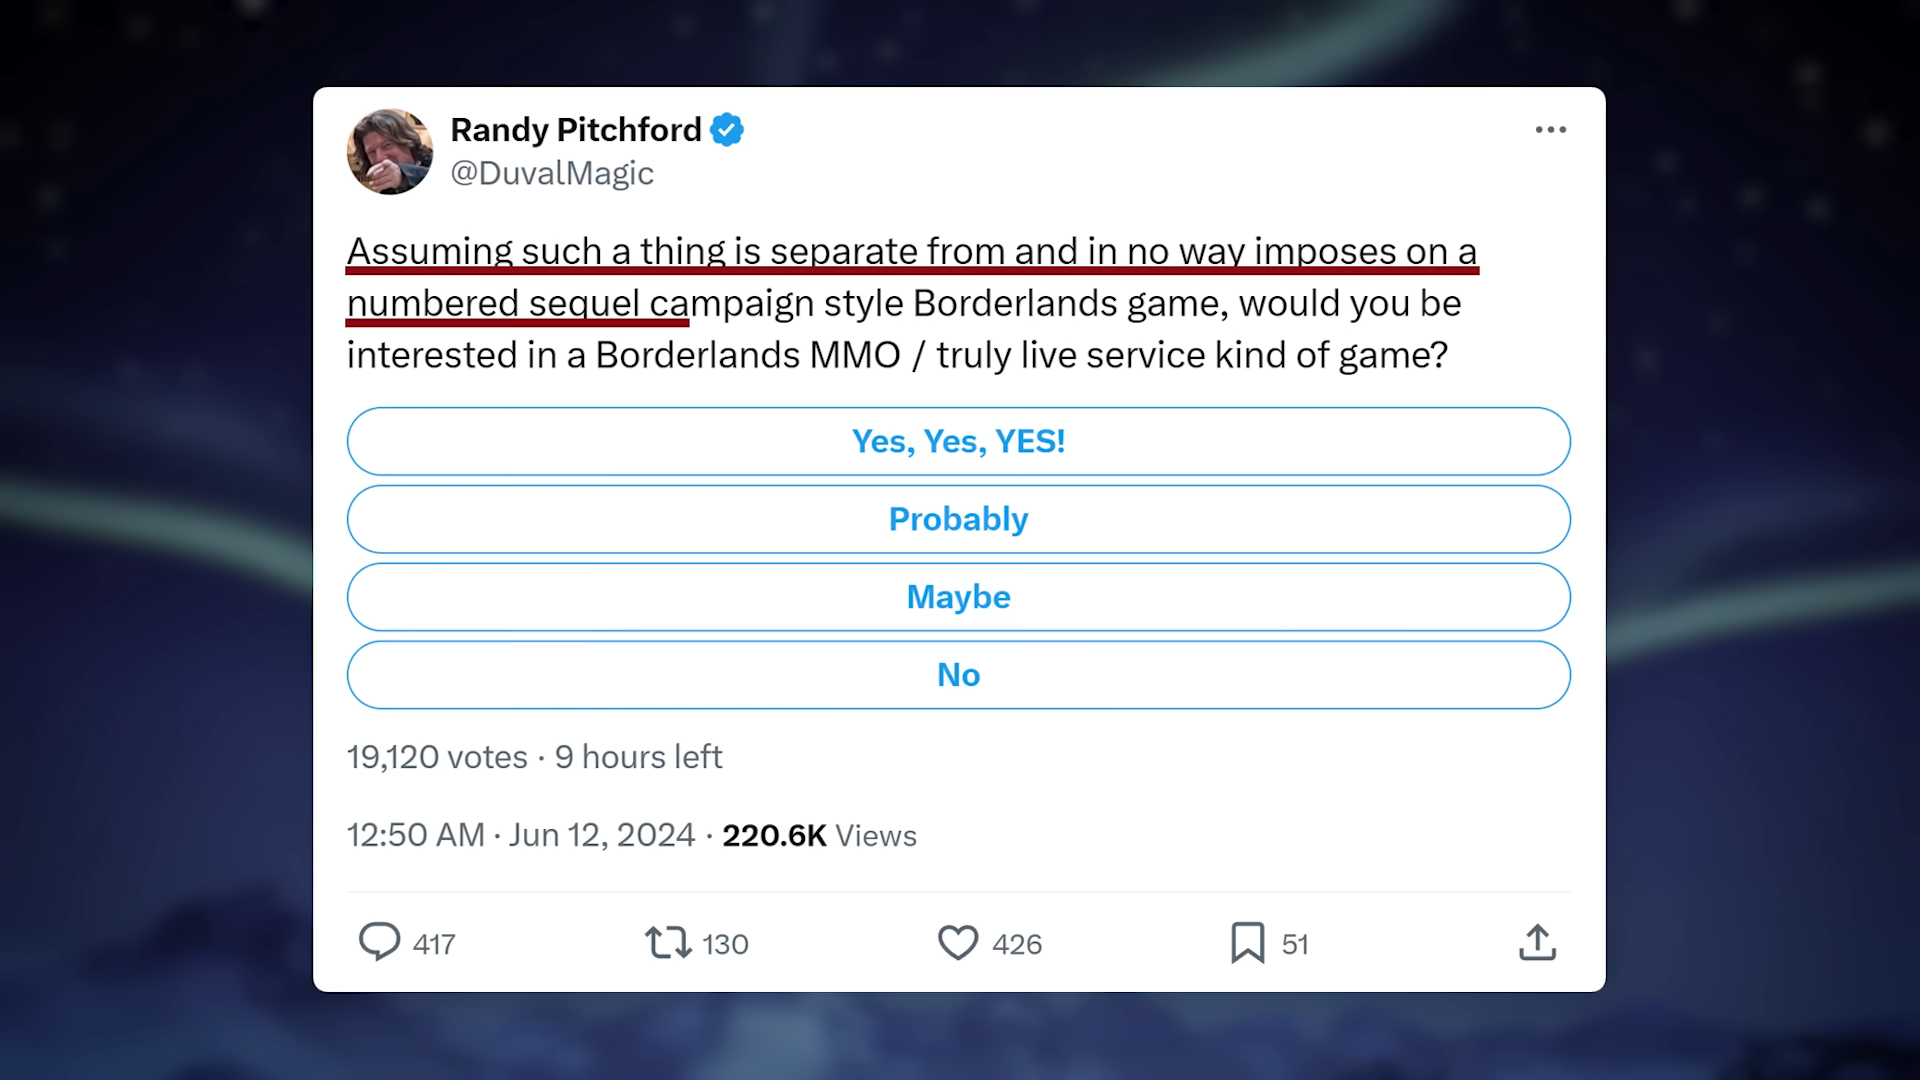 Randy Pitchford
@DuvalMagic
Assuming such a thing is separate from and in no way imposes on a
numbered sequel campaign style Borderlands game, would you be
interested in a Borderlands MMO / truly live service kind of game?
Yes, Yes, YES!
Probably
Maybe
No
19,120 votes · 9 hours left
12:50 AM · Jun 12, 2024 · 220.6K Views
417 130 426 51